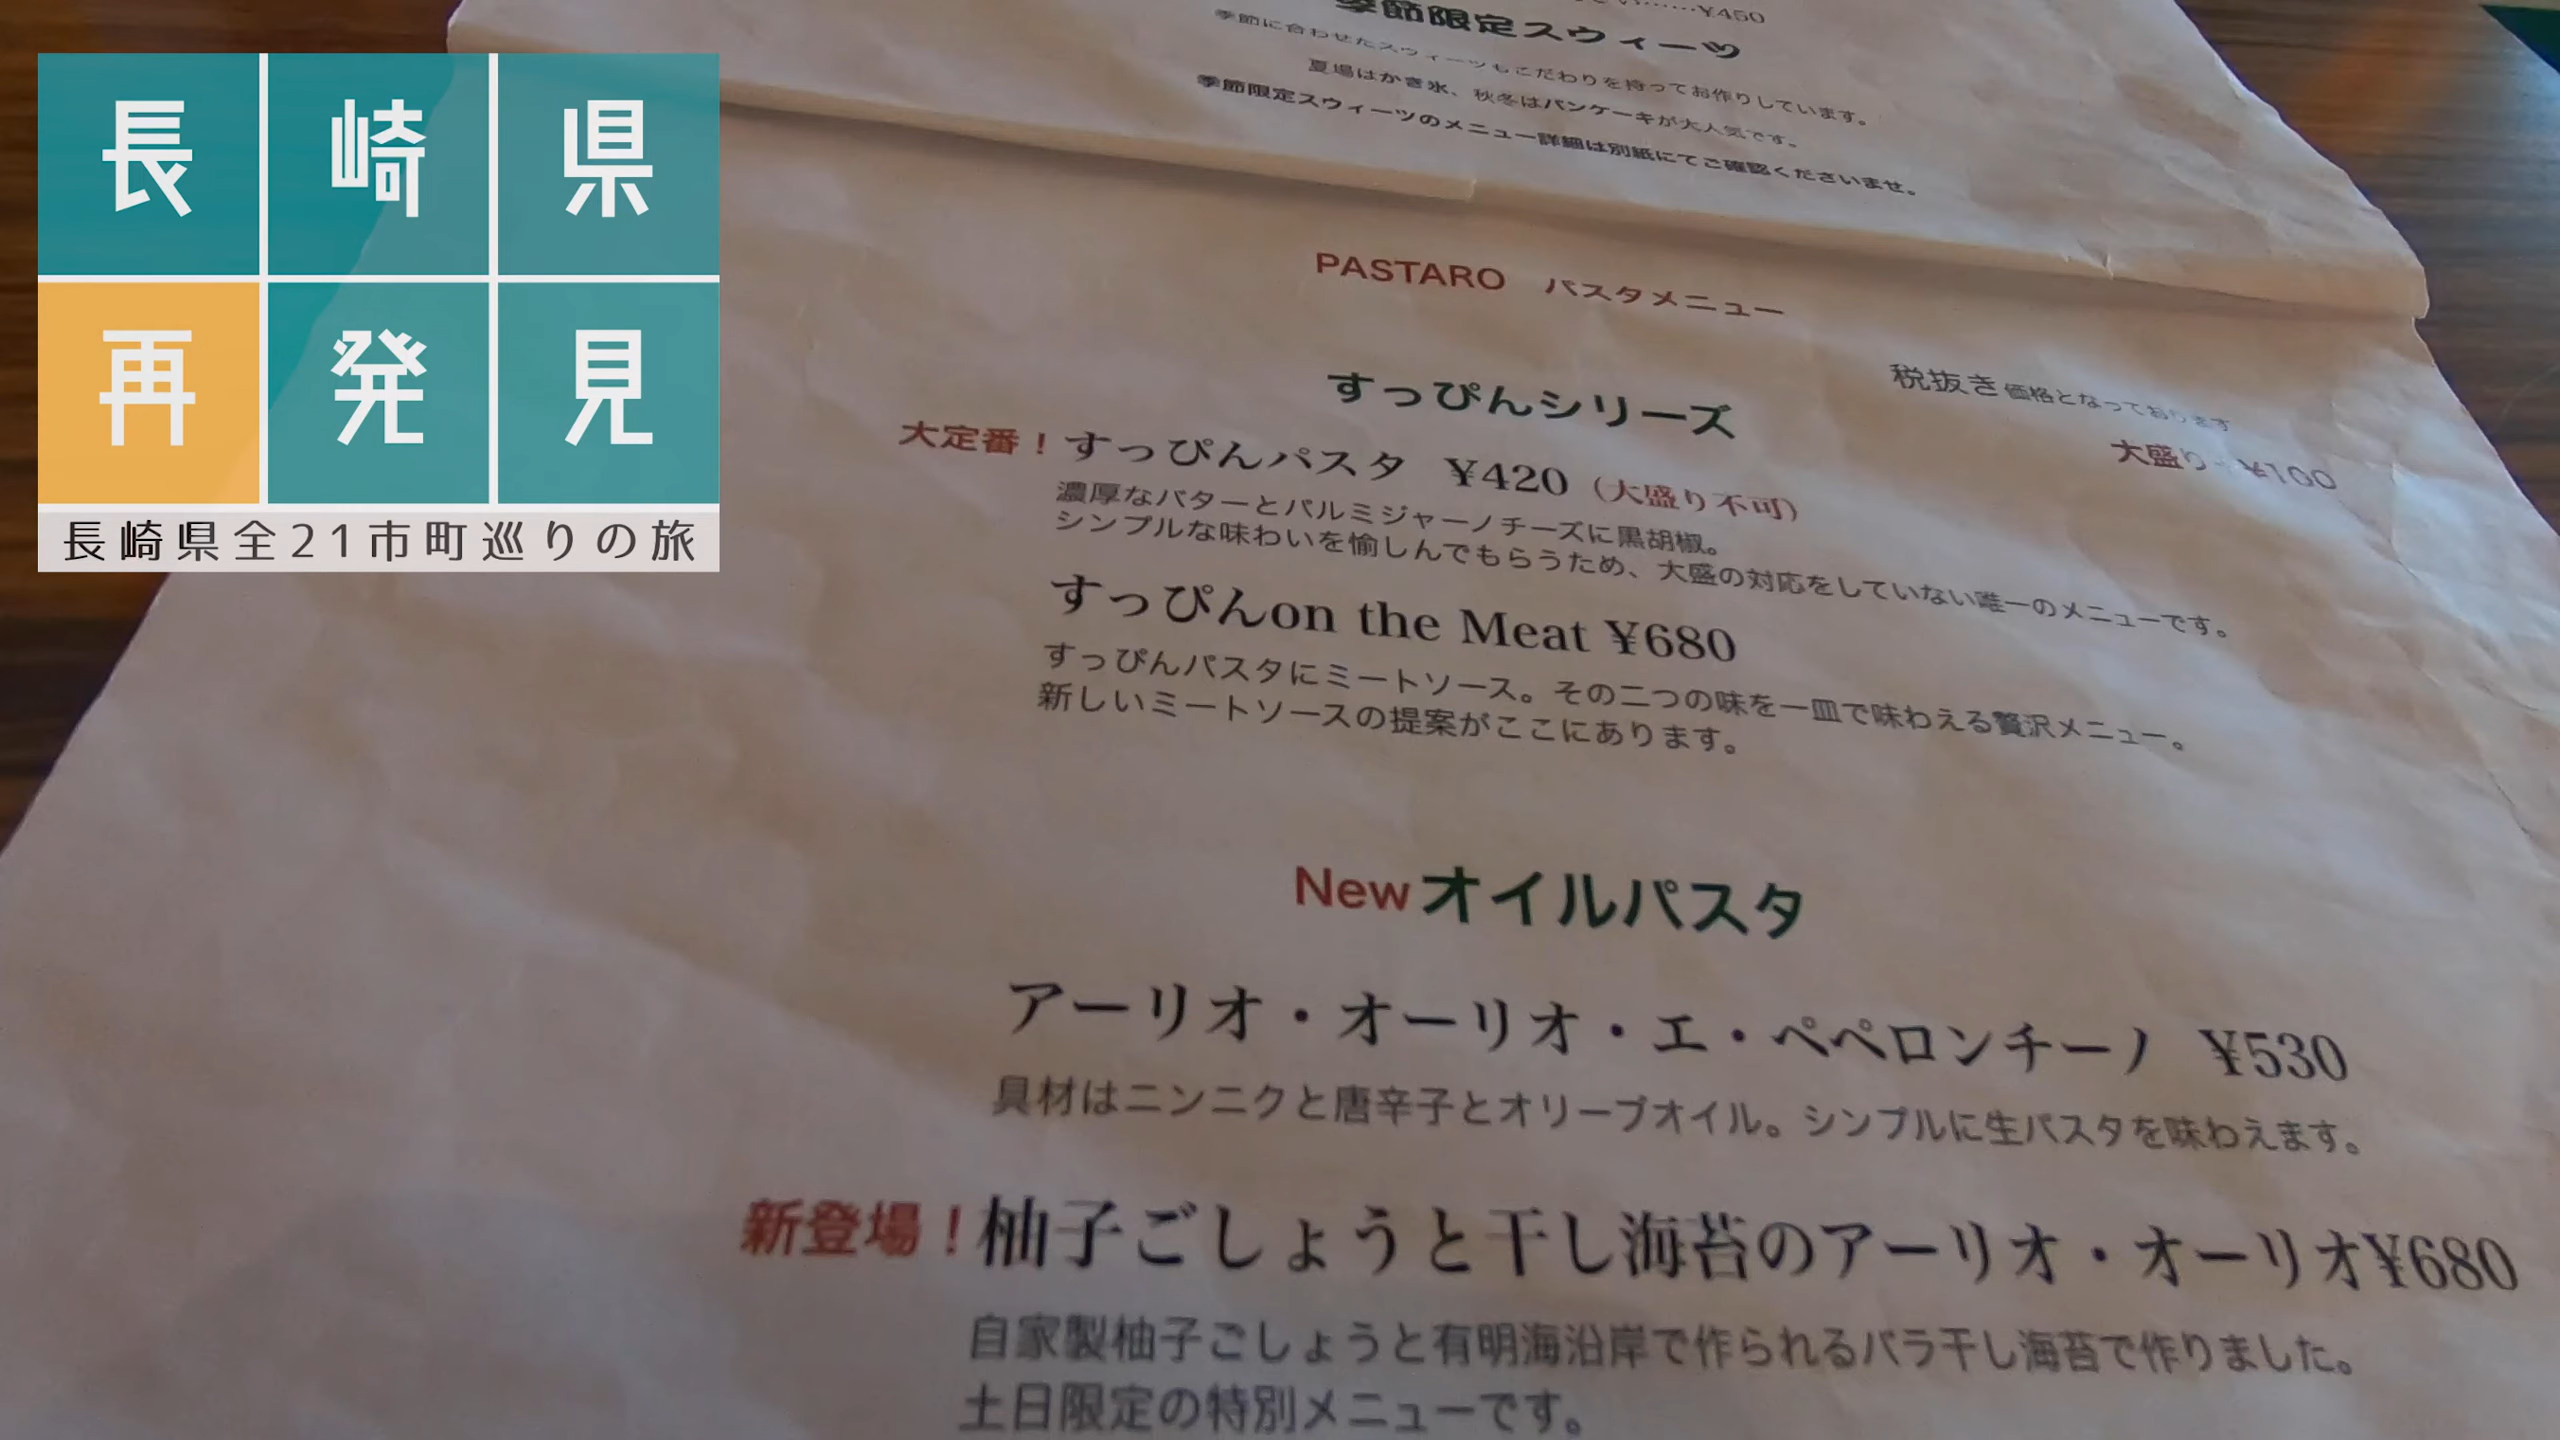 長崎県
再発見
長崎県全21市町巡りの旅
¥450
季節限定スウィーツ
季節に合わせたスウィーツもこだわりを持ってお作りしています。
夏場はかき氷、秋冬はパンケーキが大人気です。
季節限定スウィーツのメニュー詳細は別紙にてご確認くださいませ。
PASTARO パスタメニュー
税抜き価格となっております
すっぴんシリーズ
大盛り +¥100
大定番！すっぴんパスタ ¥420（大盛り不可）
濃厚なバターとパルミジャーノチーズに黒胡椒。
シンプルな味わいを愉しんでもらうため、大盛の対応をしていない唯一のメニューです。
すっぴんon the Meat ¥680
すっぴんパスタにミートソース。その二つの味を一皿で味わえる贅沢メニュー。
新しいミートソースの提案がここにあります。
New オイルパスタ
アーリオ・オーリオ・エ・ペペロンチーノ ¥530
具材はニンニクと唐辛子とオリーブオイル。シンプルに生パスタを味わえます。
新登場！柚子ごしょうと干し海苔のアーリオ・オーリオ¥680
自家製柚子ごしょうと有明海沿岸で作られるバラ干し海苔で作りました。
土日限定の特別メニューです。